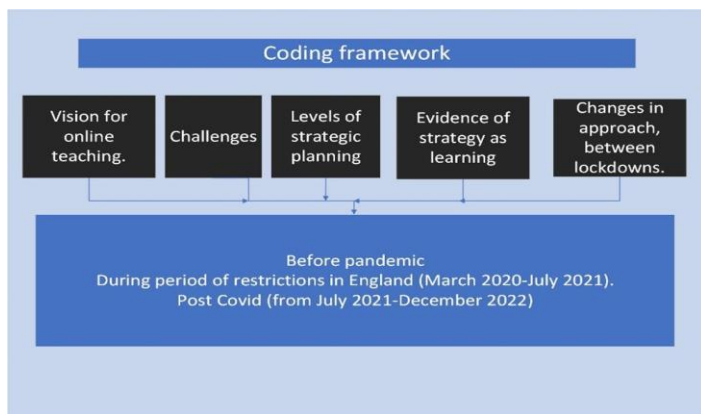 Coding framework
Vision for
online
teaching.
Challenges
Levels of
strategic
planning
Evidence of
strategy as
learning
Changes in
approach,
between
lockdowns.
Before pandemic
During period of restrictions in England (March 2020-July 2021).
Post Covid (from July 2021-December 2022)